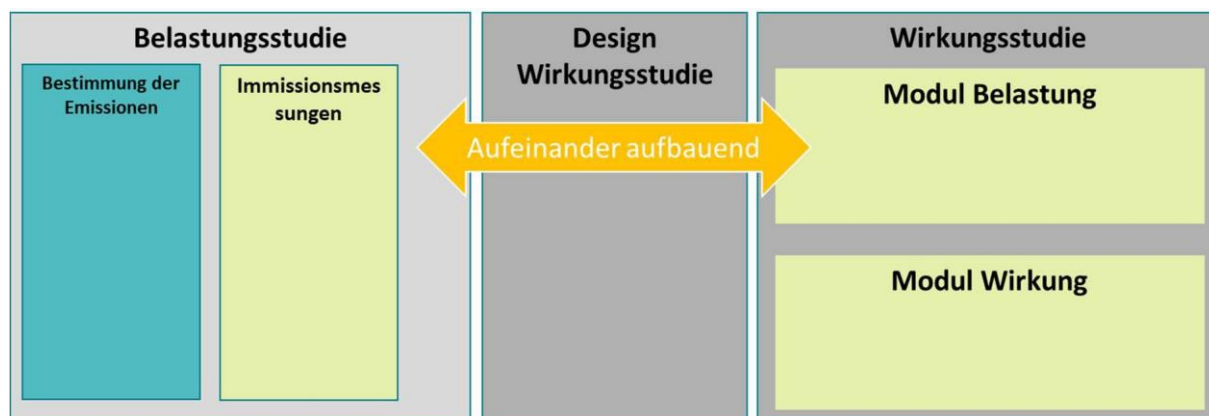 Belastungsstudie
Bestimmung der
Emissionen
Immissionsmes
sungen
Design
Wirkungsstudie
Aufeinander aufbauend
Wirkungsstudie
Modul Belastung
Modul Wirkung